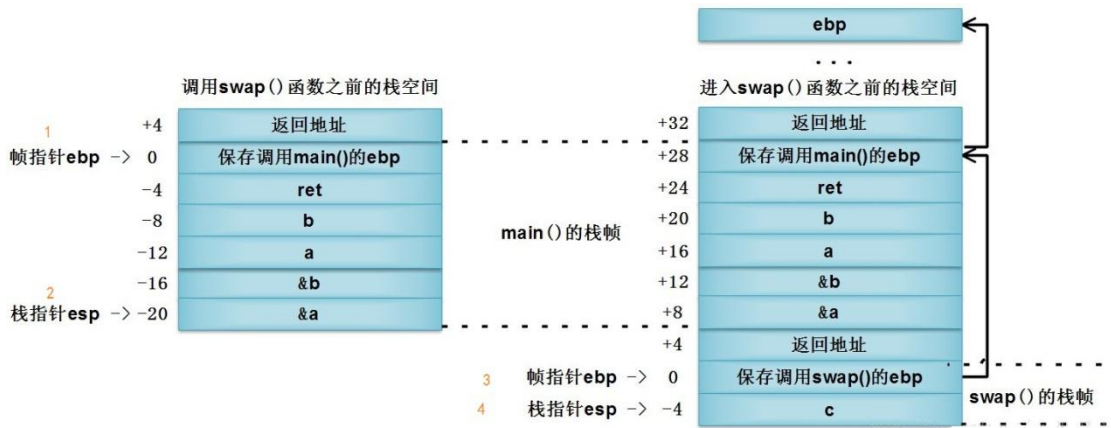 ebp
...
调用swap()函数之前的栈空间
进入swap()函数之前的栈空间
+4 返回地址
+32 返回地址
1
帧指针ebp -> 0 保存调用main()的ebp
+28 保存调用main()的ebp
-4 ret
+24 ret
-8 b
+20 b
main()的栈帧
-12 a
+16 a
-16 &b
+12 &b
2
栈指针esp -> -20 &a
+8 &a
+4 返回地址
3 帧指针ebp -> 0 保存调用swap()的ebp
swap()的栈帧
4 栈指针esp -> -4 c